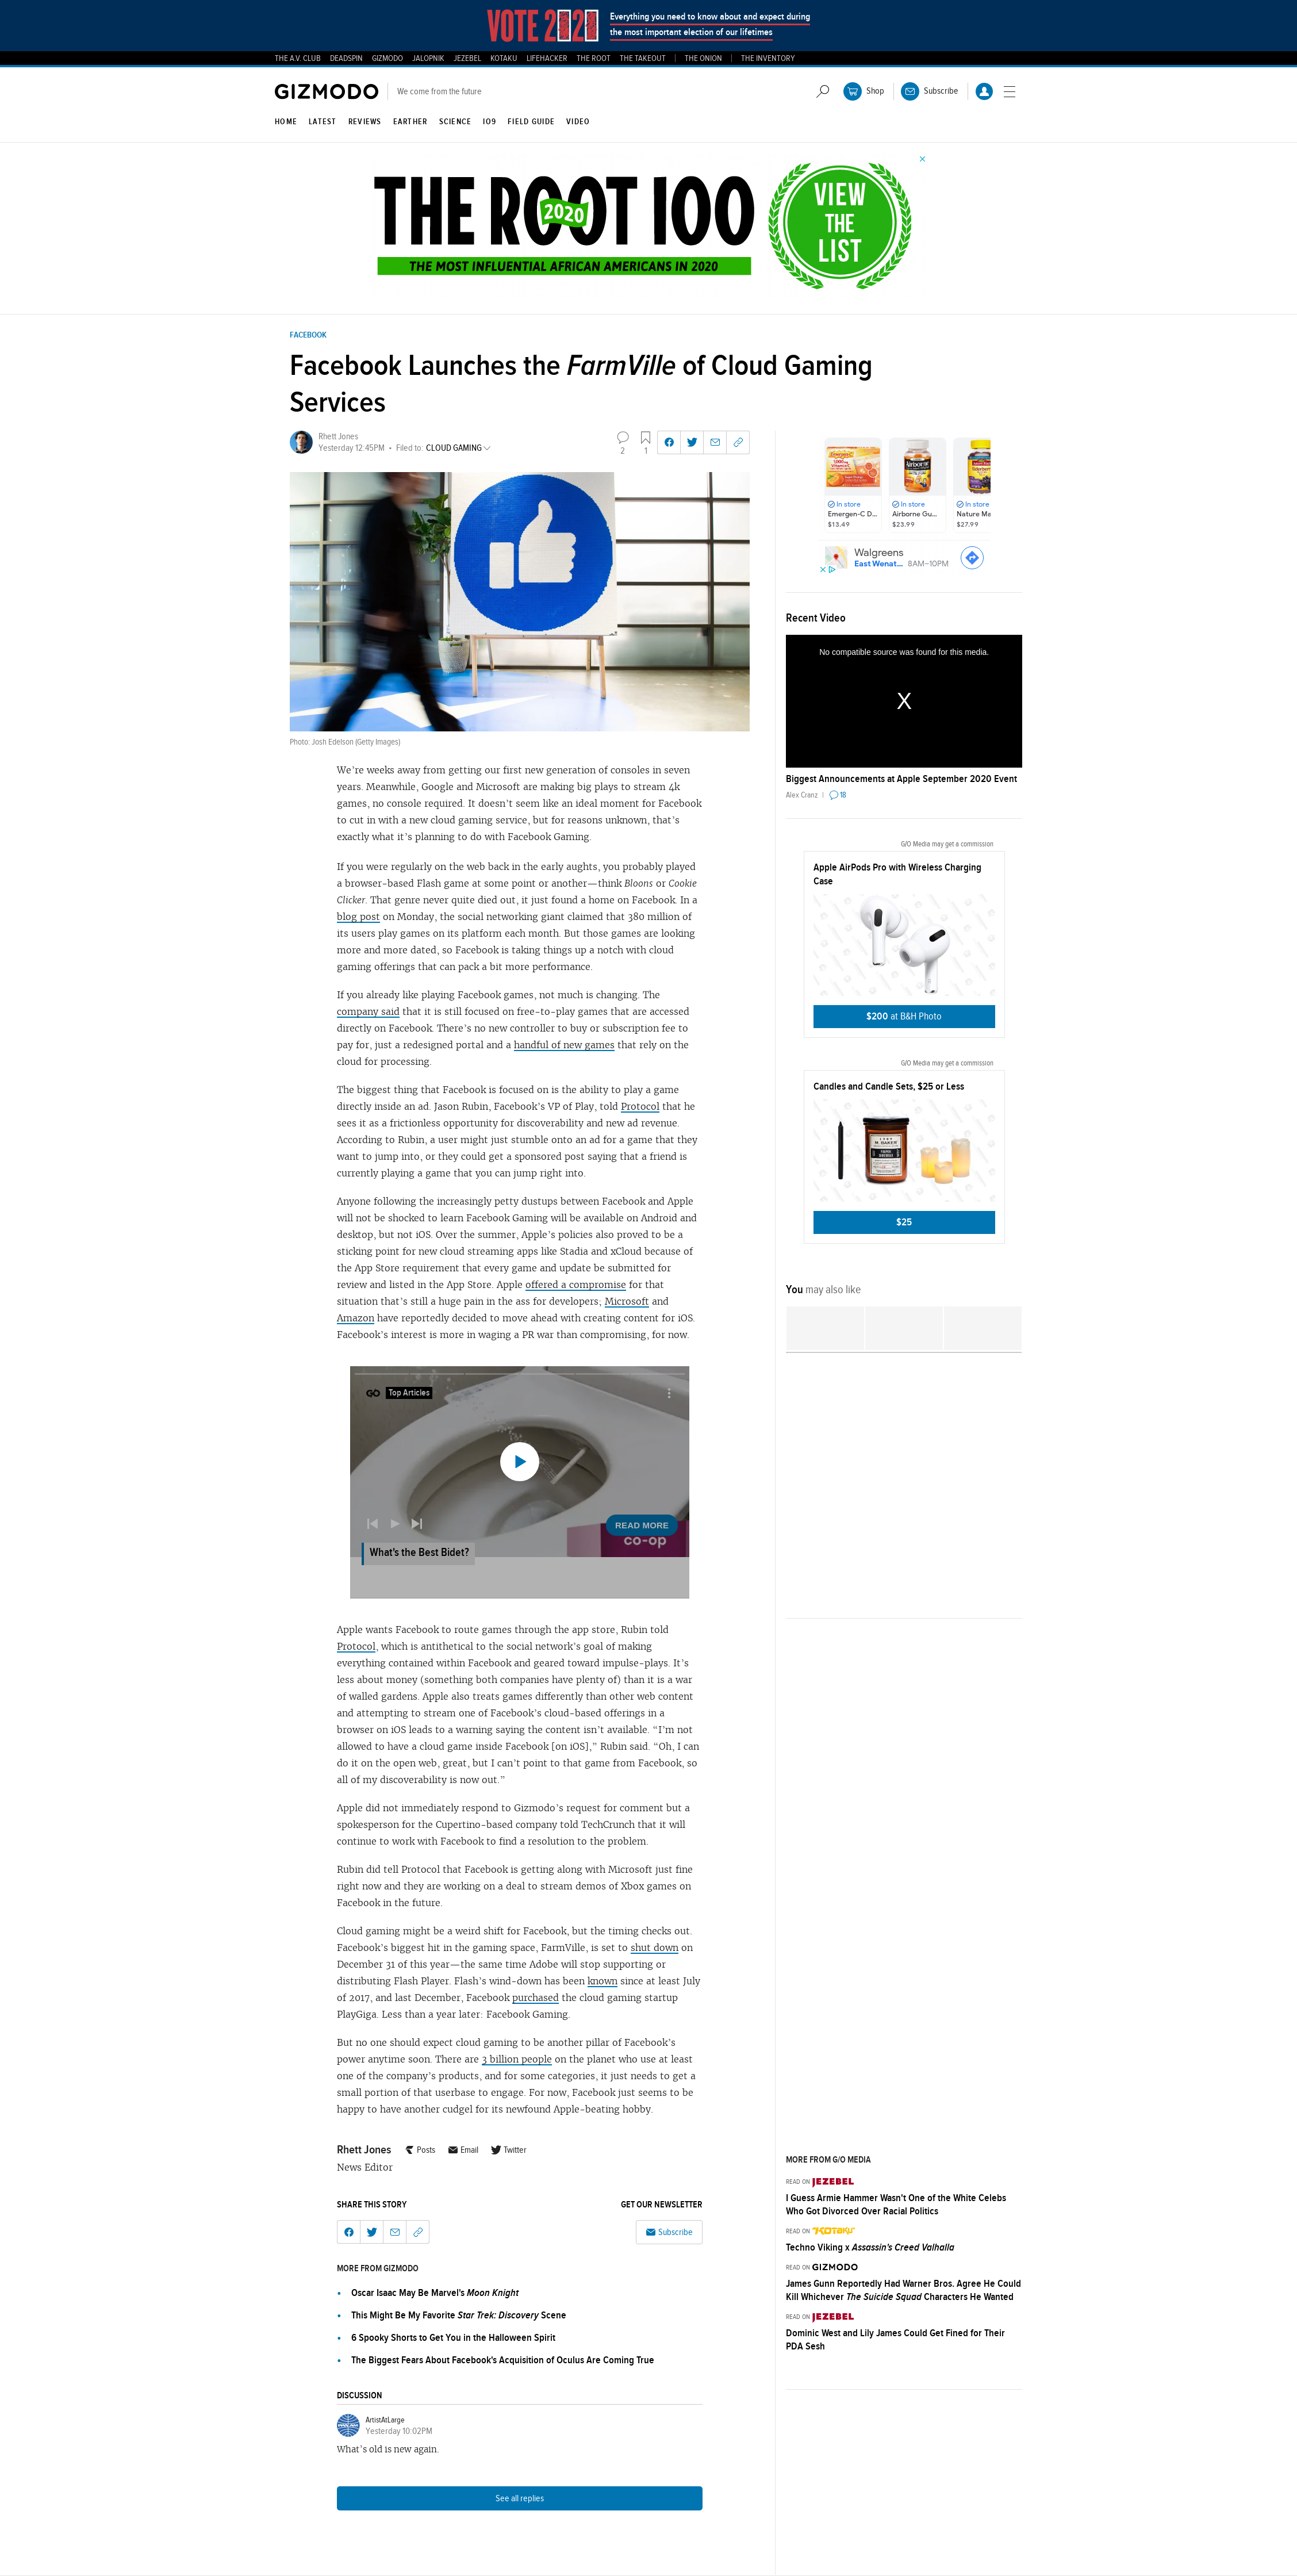 VOTE 2020
Everything you need to know about and expect during
the most important election of our lifetimes
THE A.V. CLUB DEADSPIN GIZMODO JALOPNIK JEZEBEL KOTAKU LIFEHACKER THE ROOT THE TAKEOUT THE ONION THE INVENTORY
GIZMODO We come from the future Shop Subscribe
HOME LATEST REVIEWS EARTHER SCIENCE IO9 FIELD GUIDE VIDEO
THE ROOT 100
2020
THE MOST INFLUENTIAL AFRICAN AMERICANS IN 2020
VIEW
THE
LIST
FACEBOOK
Facebook Launches the FarmVille of Cloud Gaming
Services
Rhett Jones
Yesterday 12:45PM • Filed to: CLOUD GAMING
2 1
Photo: Josh Edelson (Getty Images)
We’re weeks away from getting our first new generation of consoles in seven
years. Meanwhile, Google and Microsoft are making big plays to stream 4k
games, no console required. It doesn’t seem like an ideal moment for Facebook
to cut in with a new cloud gaming service, but for reasons unknown, that’s
exactly what it’s planning to do with Facebook Gaming.
If you were regularly on the web back in the early aughts, you probably played
a browser-based Flash game at some point or another—think Bloons or Cookie
Clicker. That genre never quite died out, it just found a home on Facebook. In a
blog post on Monday, the social networking giant claimed that 380 million of
its users play games on its platform each month. But those games are looking
more and more dated, so Facebook is taking things up a notch with cloud
gaming offerings that can pack a bit more performance.
If you already like playing Facebook games, not much is changing. The
company said that it is still focused on free-to-play games that are accessed
directly on Facebook. There’s no new controller to buy or subscription fee to
pay for, just a redesigned portal and a handful of new games that rely on the
cloud for processing.
The biggest thing that Facebook is focused on is the ability to play a game
directly inside an ad. Jason Rubin, Facebook’s VP of Play, told Protocol that he
sees it as a frictionless opportunity for discoverability and new ad revenue.
According to Rubin, a user might just stumble onto an ad for a game that they
want to jump into, or they could get a sponsored post saying that a friend is
currently playing a game that you can jump right into.
Anyone following the increasingly petty dustups between Facebook and Apple
will not be shocked to learn Facebook Gaming will be available on Android and
desktop, but not iOS. Over the summer, Apple’s policies also proved to be a
sticking point for new cloud streaming apps like Stadia and xCloud because of
the App Store requirement that every game and update be submitted for
review and listed in the App Store. Apple offered a compromise for that
situation that’s still a huge pain in the ass for developers; Microsoft and
Amazon have reportedly decided to move ahead with creating content for iOS.
Facebook’s interest is more in waging a PR war than compromising, for now.
Top Articles
READ MORE
co-op
What's the Best Bidet?
Apple wants Facebook to route games through the app store, Rubin told
Protocol, which is antithetical to the social network’s goal of making
everything contained within Facebook and geared toward impulse-plays. It’s
less about money (something both companies have plenty of) than it is a war
of walled gardens. Apple also treats games differently than other web content
and attempting to stream one of Facebook’s cloud-based offerings in a
browser on iOS leads to a warning saying the content isn’t available. “I’m not
allowed to have a cloud game inside Facebook [on iOS],” Rubin said. “Oh, I can
do it on the open web, great, but I can’t point to that game from Facebook, so
all of my discoverability is now out.”
Apple did not immediately respond to Gizmodo’s request for comment but a
spokesperson for the Cupertino-based company told TechCrunch that it will
continue to work with Facebook to find a resolution to the problem.
Rubin did tell Protocol that Facebook is getting along with Microsoft just fine
right now and they are working on a deal to stream demos of Xbox games on
Facebook in the future.
Cloud gaming might be a weird shift for Facebook, but the timing checks out.
Facebook’s biggest hit in the gaming space, FarmVille, is set to shut down on
December 31 of this year—the same time Adobe will stop supporting or
distributing Flash Player. Flash’s wind-down has been known since at least July
of 2017, and last December, Facebook purchased the cloud gaming startup
PlayGiga. Less than a year later: Facebook Gaming.
But no one should expect cloud gaming to be another pillar of Facebook’s
power anytime soon. There are 3 billion people on the planet who use at least
one of the company’s products, and for some categories, it just needs to get a
small portion of that userbase to engage. For now, Facebook just seems to be
happy to have another cudgel for its newfound Apple-beating hobby.
Rhett Jones Posts Email Twitter
News Editor
SHARE THIS STORY GET OUR NEWSLETTER
Subscribe
MORE FROM GIZMODO
• Oscar Isaac May Be Marvel's Moon Knight
• This Might Be My Favorite Star Trek: Discovery Scene
• 6 Spooky Shorts to Get You in the Halloween Spirit
• The Biggest Fears About Facebook's Acquisition of Oculus Are Coming True
DISCUSSION
ArtistAtLarge
Yesterday 10:02PM
What’s old is new again.
See all replies
In store In store In store
Emergen-C D... Airborne Gu... Nature Ma
$13.49 $23.99 $27.99
Walgreens
East Wenat... 8AM–10PM
Recent Video
No compatible source was found for this media.
X
Biggest Announcements at Apple September 2020 Event
Alex Cranz | 18
G/O Media may get a commission
Apple AirPods Pro with Wireless Charging
Case
$200 at B&H Photo
G/O Media may get a commission
Candles and Candle Sets, $25 or Less
$25
You may also like
MORE FROM G/O MEDIA
READ ON JEZEBEL
I Guess Armie Hammer Wasn't One of the White Celebs
Who Got Divorced Over Racial Politics
READ ON KOTAKU
Techno Viking x Assassin's Creed Valhalla
READ ON GIZMODO
James Gunn Reportedly Had Warner Bros. Agree He Could
Kill Whichever The Suicide Squad Characters He Wanted
READ ON JEZEBEL
Dominic West and Lily James Could Get Fined for Their
PDA Sesh